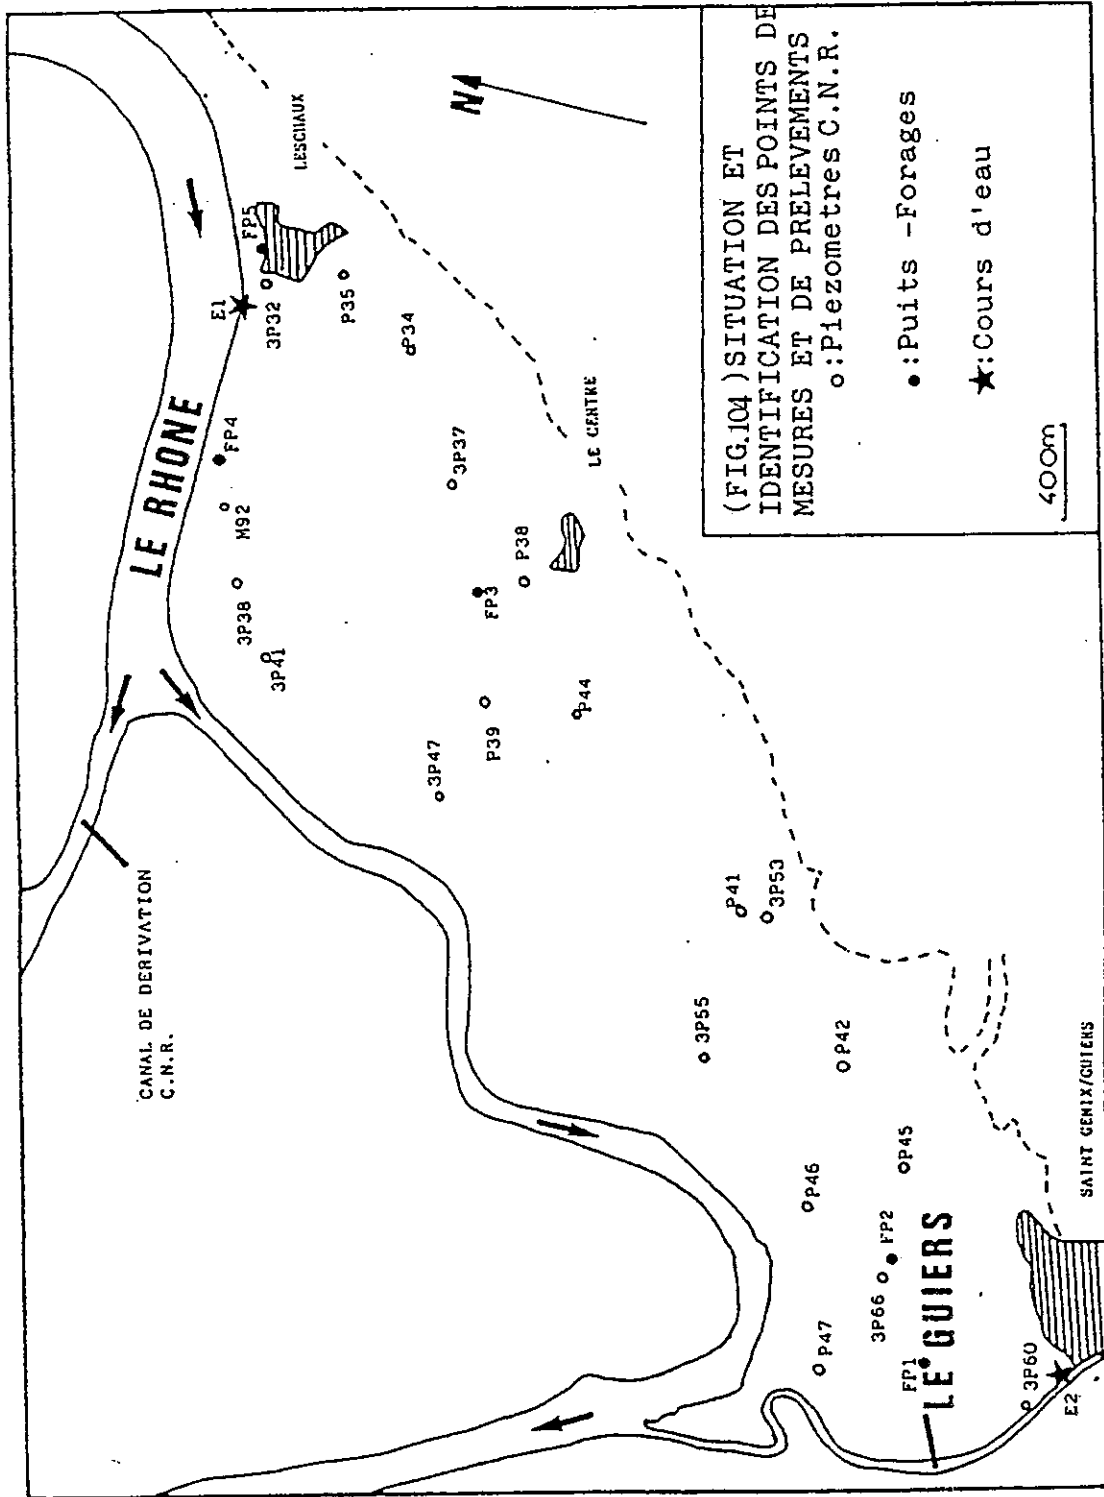 (FIG.104)SITUATION ET
IDENTIFICATION DES POINTS DE
MESURES ET DE PRELEVEMENTS
o:Piezometres C.N.R.
●:Puits -Forages
★:Cours d'eau
400m
N
LESCHAUX
LE CENTRE
LE RHONE
CANAL DE DERIVATION
C.N.R.
LE GUIERS
SAINT GENIX/GUIERS
FP5
E1
3P32
P35
P34
FP4
M92
3P37
3P38
P38
FP3
3P41
P39
P44
3P47
P41
3P53
3P55
P42
P45
P46
FP2
3P66
P47
FP1
3P60
E2